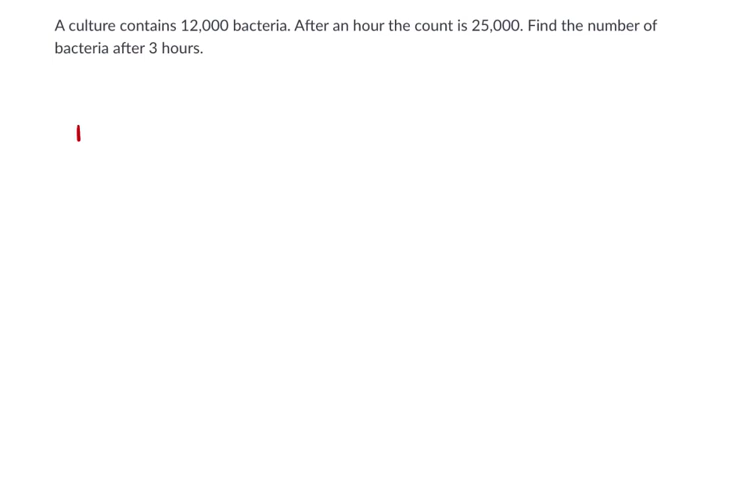 A culture contains 12,000 bacteria. After an hour the count is 25,000. Find the number of
bacteria after 3 hours.